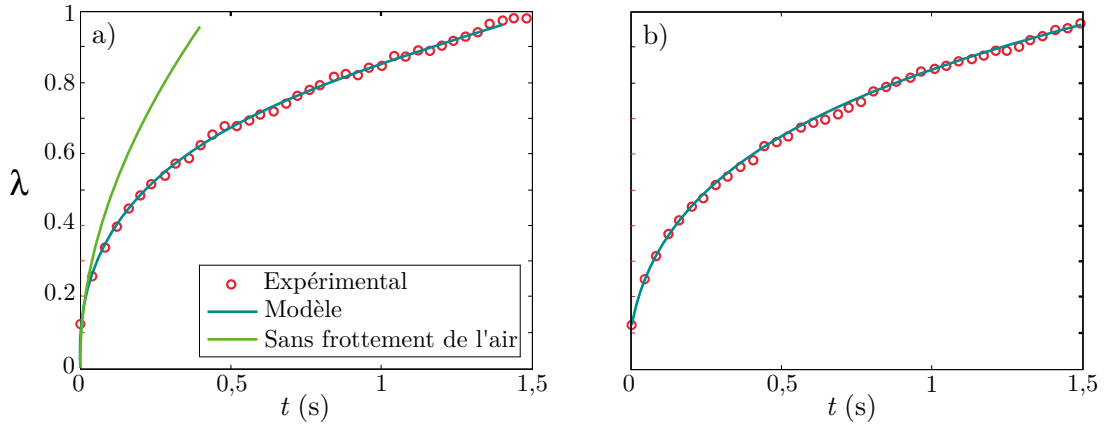 a)
1
0.8
0.6
0.4
0.2
0
λ
Expérimental
Modèle
Sans frottement de l'air
0
0,5
1
1,5
t (s)
b)
0
0,5
1
1,5
t (s)